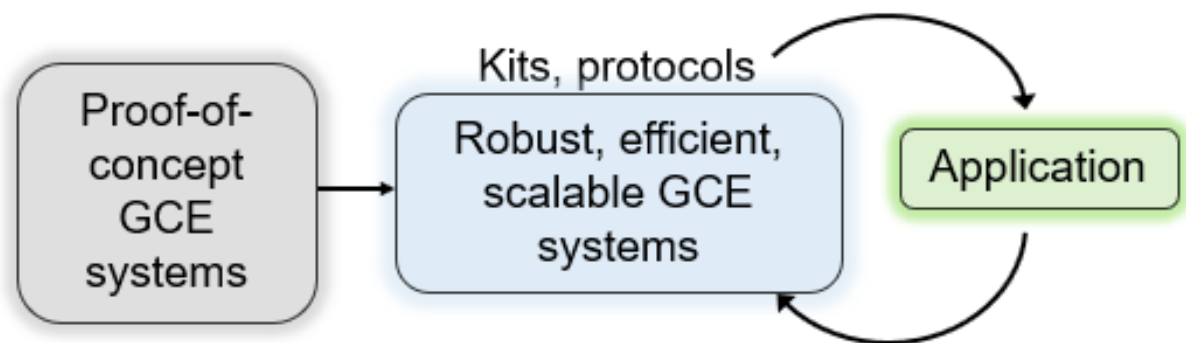 Proof-of-
concept
GCE
systems
Kits, protocols
Robust, efficient,
scalable GCE
systems
Application